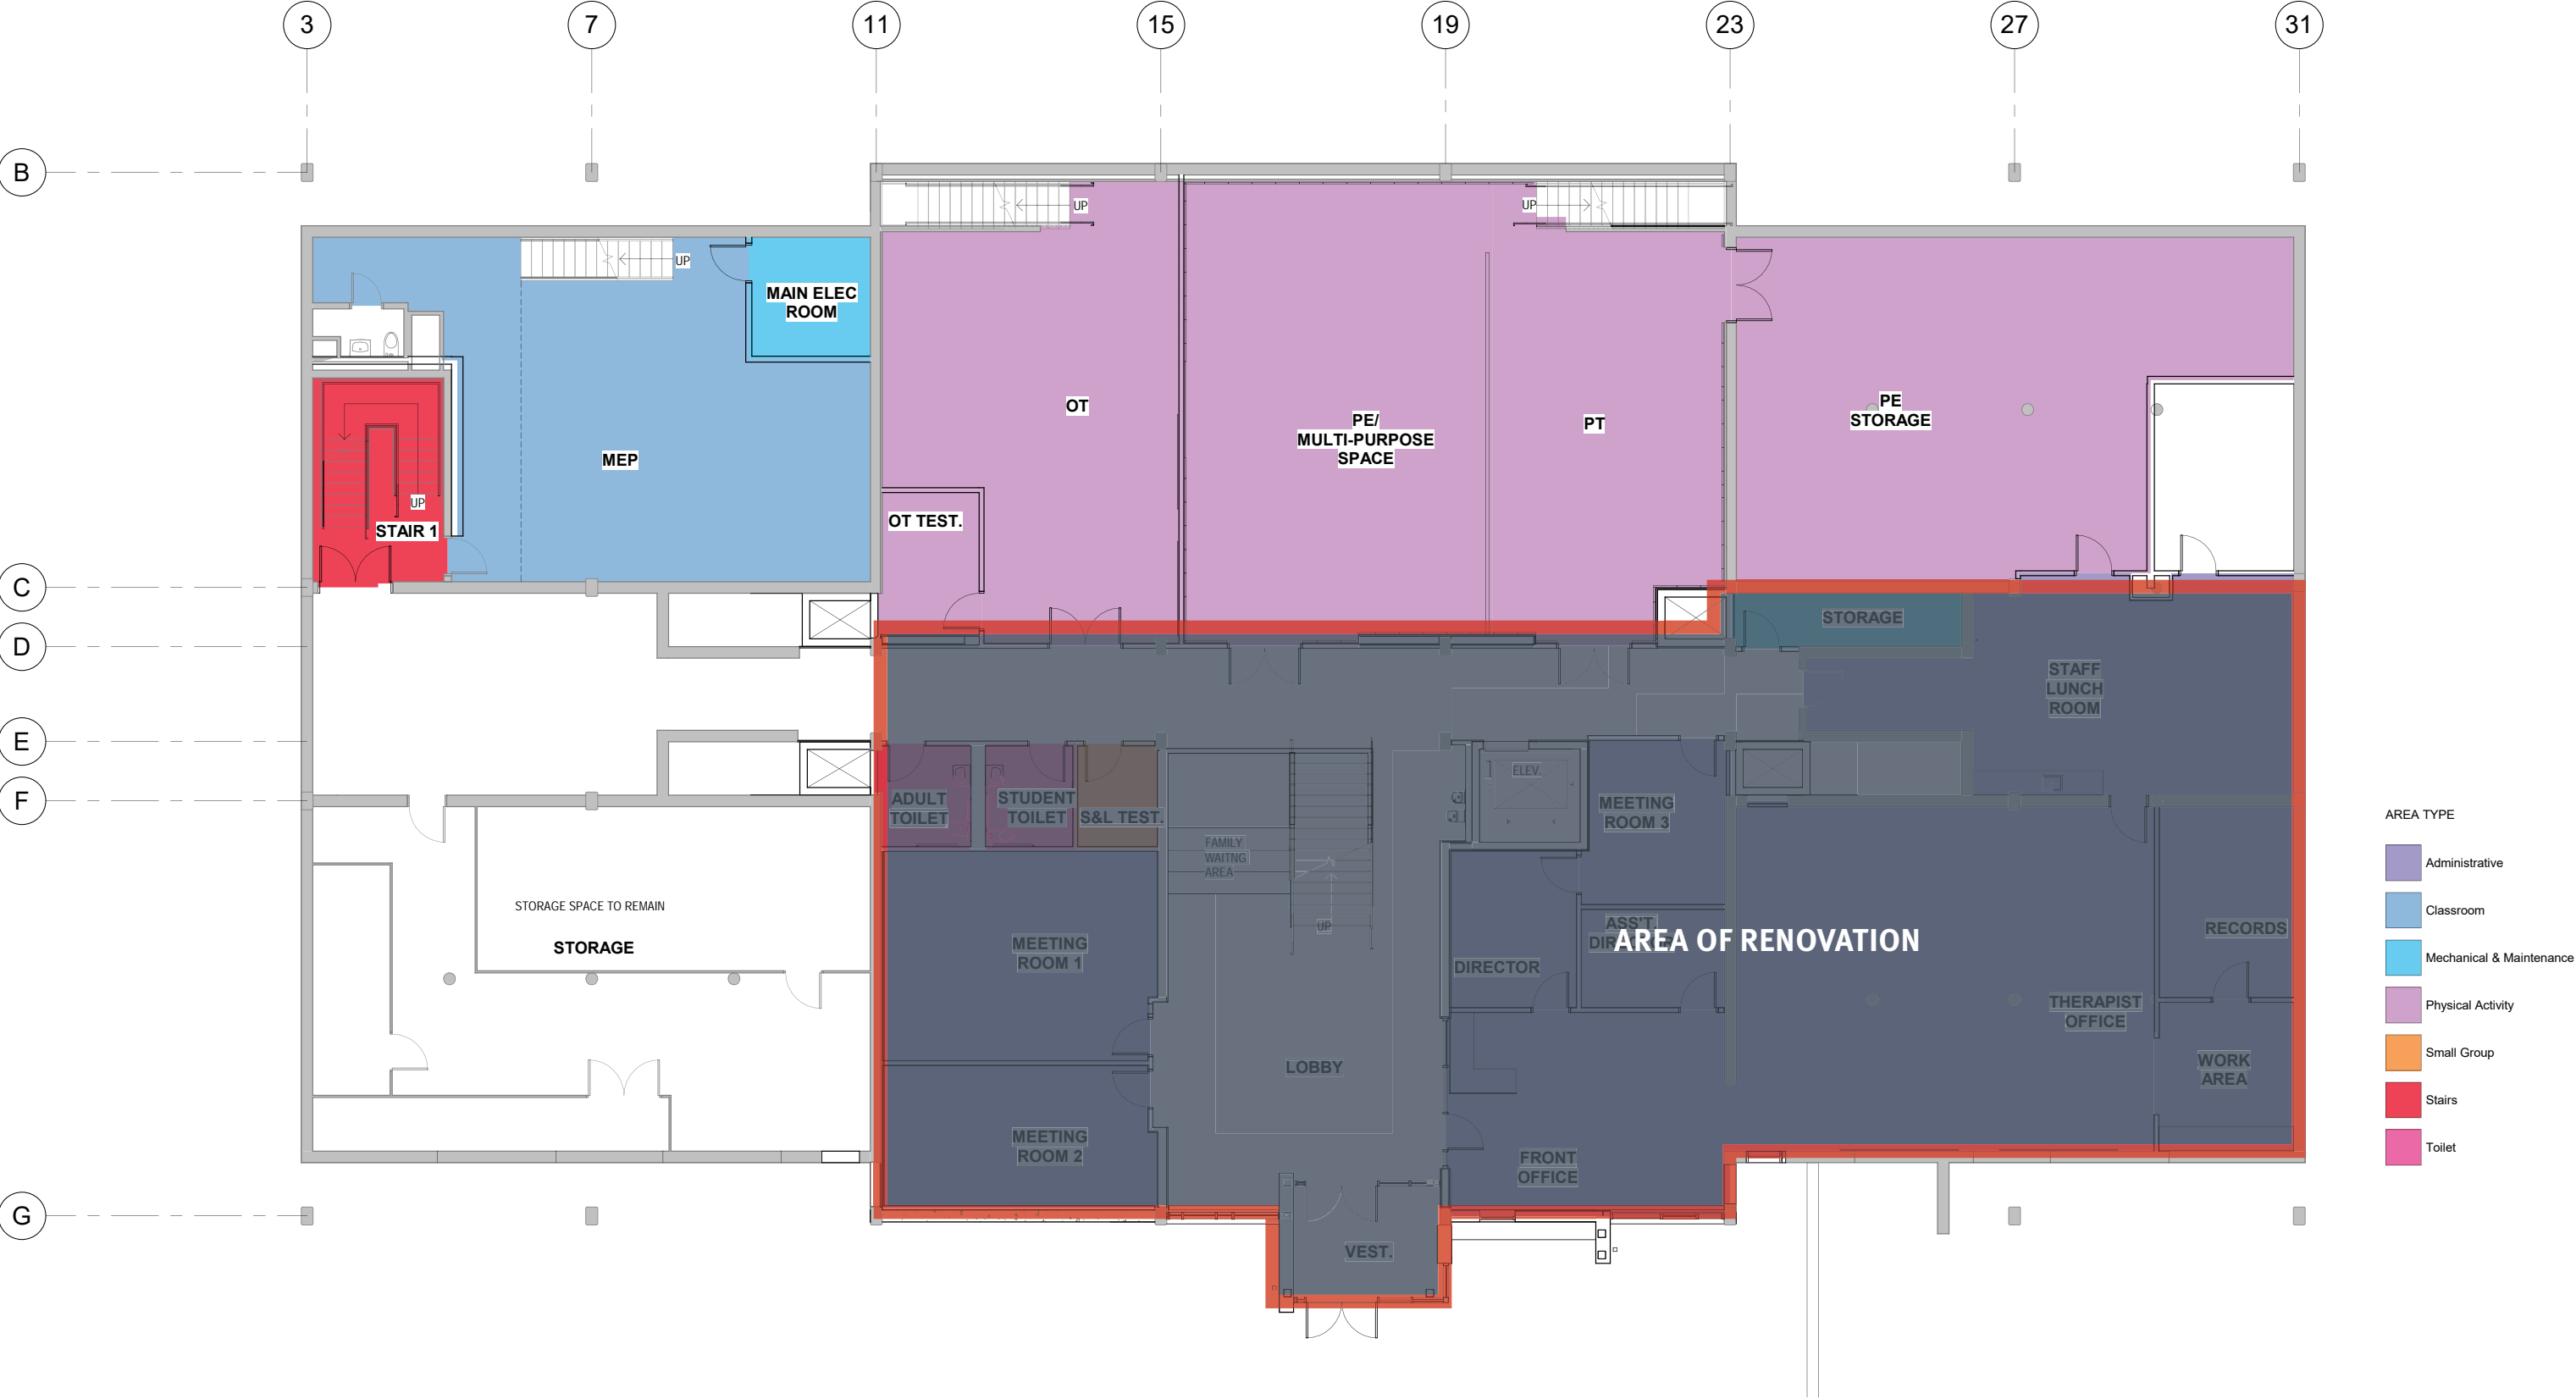 3
7
11
15
19
23
27
31
B
C
D
E
F
G
UP
UP
UP
MAIN ELEC
ROOM
OT
PE/
MULTI-PURPOSE
SPACE
PT
PE
STORAGE
MEP
UP
STAIR 1
OT TEST.
STORAGE
STAFF
LUNCH
ROOM
ADULT
TOILET
STUDENT
TOILET
S&L TEST.
FAMILY
WAITNG
AREA
UP
ELEV.
MEETING
ROOM 3
STORAGE SPACE TO REMAIN
STORAGE
MEETING
ROOM 1
DIRECTOR
ASS'T
AREA OF RENOVATION
RECORDS
THERAPIST
OFFICE
LOBBY
WORK
AREA
MEETING
ROOM 2
FRONT
OFFICE
VEST.
AREA TYPE
Administrative
Classroom
Mechanical & Maintenance
Physical Activity
Small Group
Stairs
Toilet